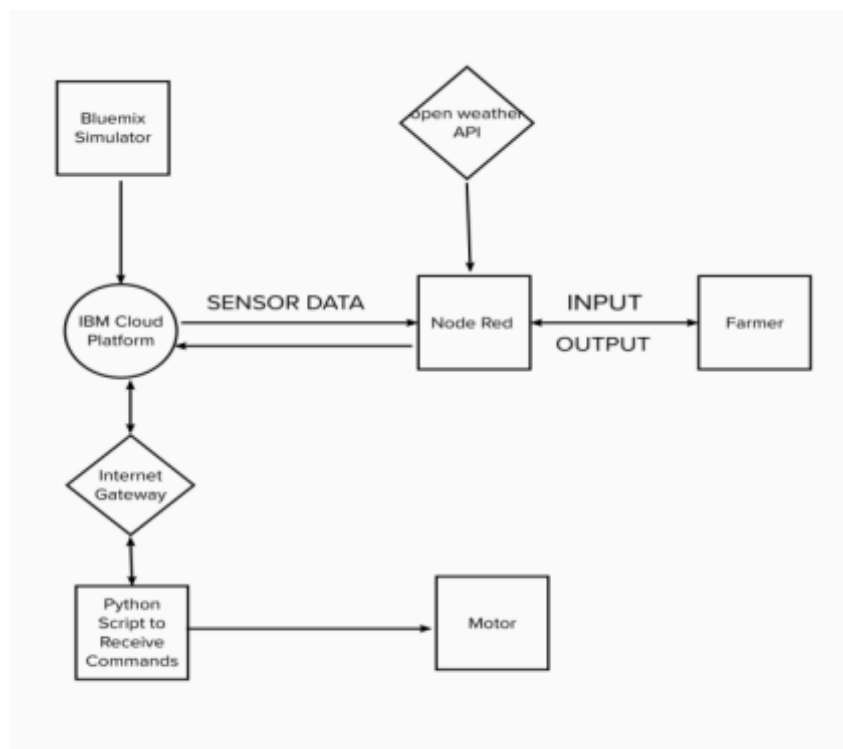 Bluemix
Simulator
open weather
API
SENSOR DATA
INPUT
IBM Cloud
Platform
Node Red
Farmer
OUTPUT
Internet
Gateway
Python
Script to
Receive
Commands
Motor